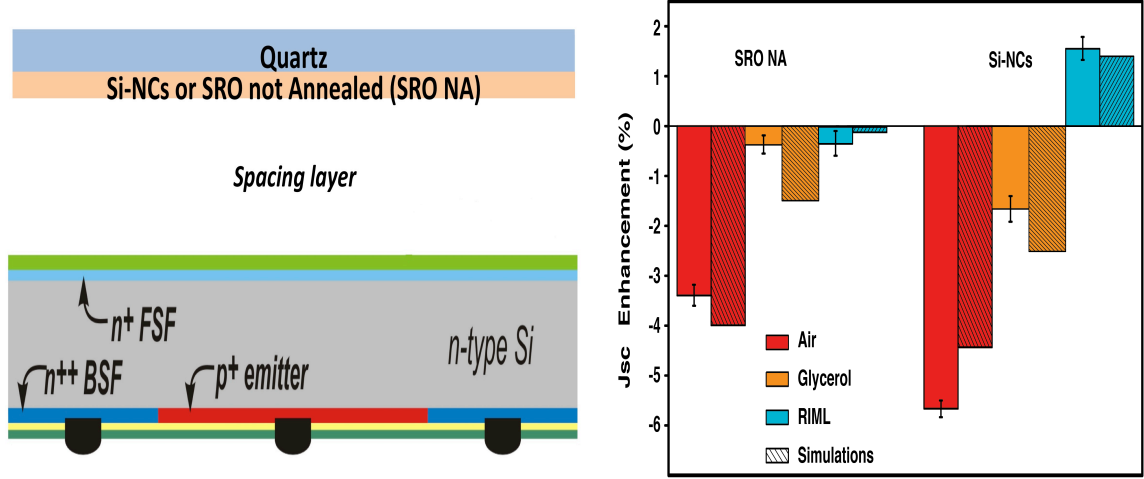 Quartz
Si-NCs or SRO not Annealed (SRO NA)
Spacing layer
n+ FSF
n++ BSF
p+ emitter
n-type Si
SRO NA
Si-NCs
Jsc Enhancement (%)
2
1
0
-1
-2
-3
-4
-5
-6
Air
Glycerol
RIML
Simulations